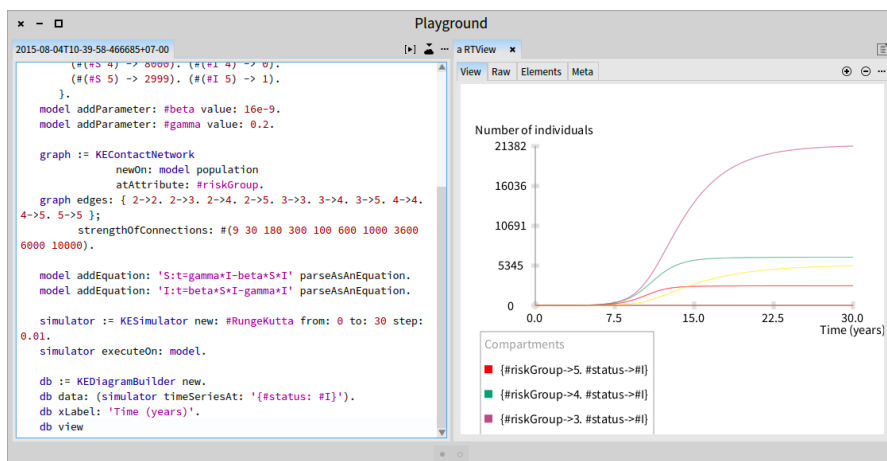 Playground
2015-08-04T10-39-58-466685+07-00
(#(#S 4) -> 8000). (#(#I 4) -> 0).
(#(#S 5) -> 2999). (#(#I 5) -> 1).
}.
model addParameter: #beta value: 16e-9.
model addParameter: #gamma value: 0.2.
graph := KEContactNetwork
newOn: model population
atAttribute: #riskGroup.
graph edges: { 2->2. 2->3. 2->4. 2->5. 3->3. 3->4. 3->5. 4->4.
4->5. 5->5 };
strengthOfConnections: #(9 30 180 300 100 600 1000 3600
6000 10000).
model addEquation: 'S:t=gamma*I-beta*S*I' parseAsAnEquation.
model addEquation: 'I:t=beta*S*I-gamma*I' parseAsAnEquation.
simulator := KESimulator new: #RungeKutta from: 0 to: 30 step:
0.01.
simulator executeOn: model.
db := KEDiagramBuilder new.
db data: (simulator timeSeriesAt: '{#status: #I}').
db xLabel: 'Time (years)'.
db view
a RTView
View Raw Elements Meta
Number of individuals
21382
16036
10691
5345
0
0.0 7.5 15.0 22.5 30.0
Time (years)
Compartments
{#riskGroup->5. #status->#I}
{#riskGroup->4. #status->#I}
{#riskGroup->3. #status->#I}